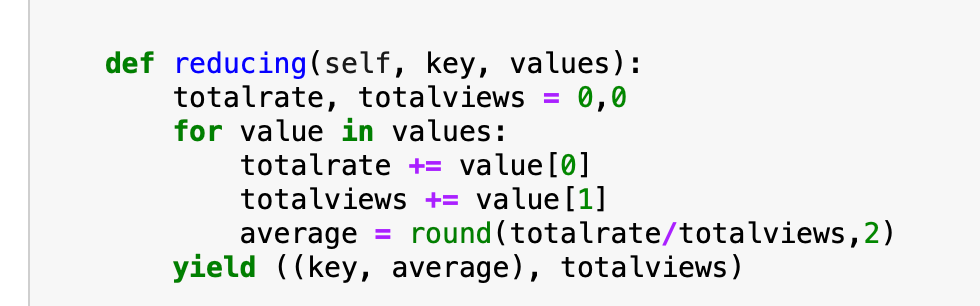 def reducing(self, key, values):
    totalrate, totalviews = 0,0
    for value in values:
        totalrate += value[0]
        totalviews += value[1]
        average = round(totalrate/totalviews,2)
    yield ((key, average), totalviews)